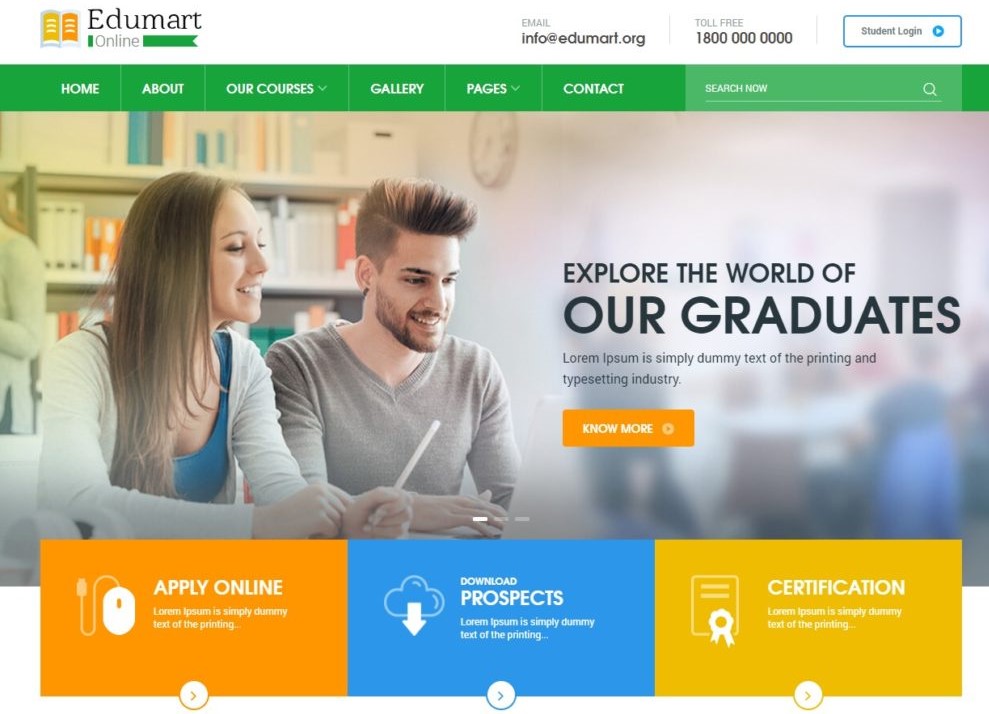 Edumart
Online
EMAIL
info@edumart.org
TOLL FREE
1800 000 0000
Student Login
HOME
ABOUT
OUR COURSES
GALLERY
PAGES
CONTACT
SEARCH NOW
EXPLORE THE WORLD OF
OUR GRADUATES
Lorem Ipsum is simply dummy text of the printing and
typesetting industry.
KNOW MORE
APPLY ONLINE
Lorem Ipsum is simply dummy
text of the printing...
DOWNLOAD
PROSPECTS
Lorem Ipsum is simply dummy
text of the printing...
CERTIFICATION
Lorem Ipsum is simply dummy
text of the printing...